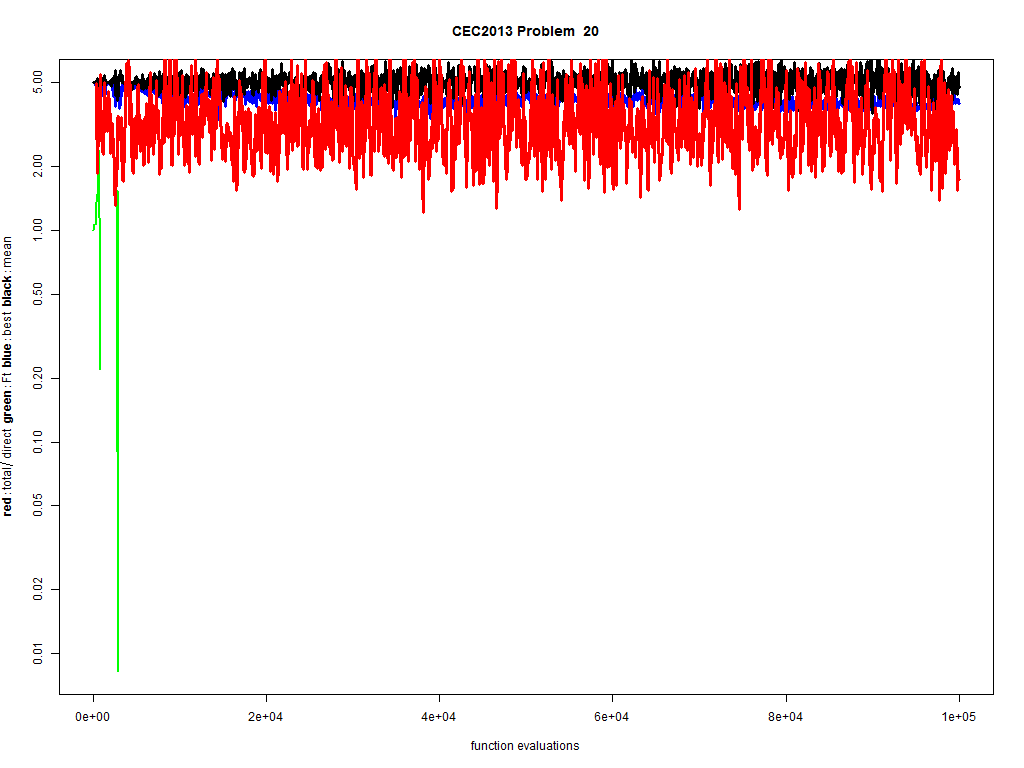 CEC2013 Problem  20
5.00
2.00
1.00
0.50
0.20
0.10
0.05
0.02
0.01
red : total/ direct green : Ft blue : best black : mean
0e+00 2e+04 4e+04 6e+04 8e+04 1e+05
function evaluations